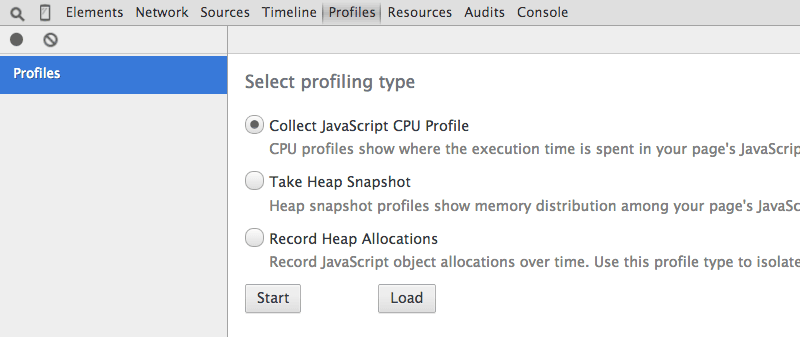 Elements Network Sources Timeline Profiles Resources Audits Console
Profiles
Select profiling type
Collect JavaScript CPU Profile
CPU profiles show where the execution time is spent in your page's JavaScrip
Take Heap Snapshot
Heap snapshot profiles show memory distribution among your page's JavaSc
Record Heap Allocations
Record JavaScript object allocations over time. Use this profile type to isolate
Start Load